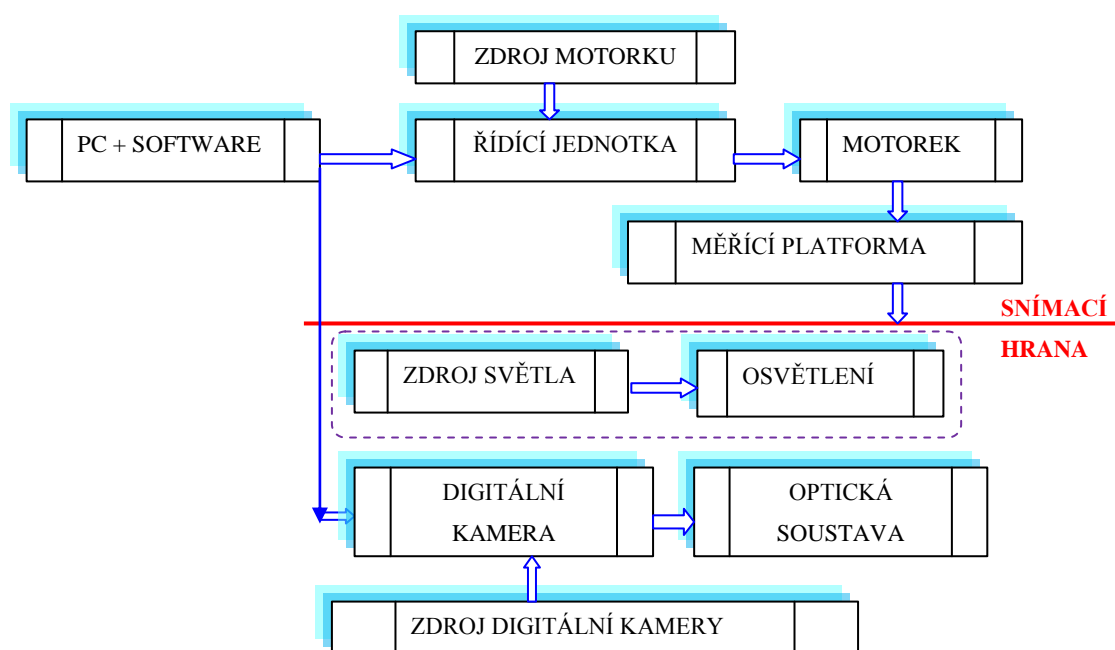 ZDROJ MOTORKU
PC + SOFTWARE
ŘÍDÍCÍ JEDNOTKA
MOTOREK
MĚŘÍCÍ PLATFORMA
SNÍMACÍ
HRANA
ZDROJ SVĚTLA
OSVĚTLENÍ
DIGITÁLNÍ
KAMERA
OPTICKÁ
SOUSTAVA
ZDROJ DIGITÁLNÍ KAMERY